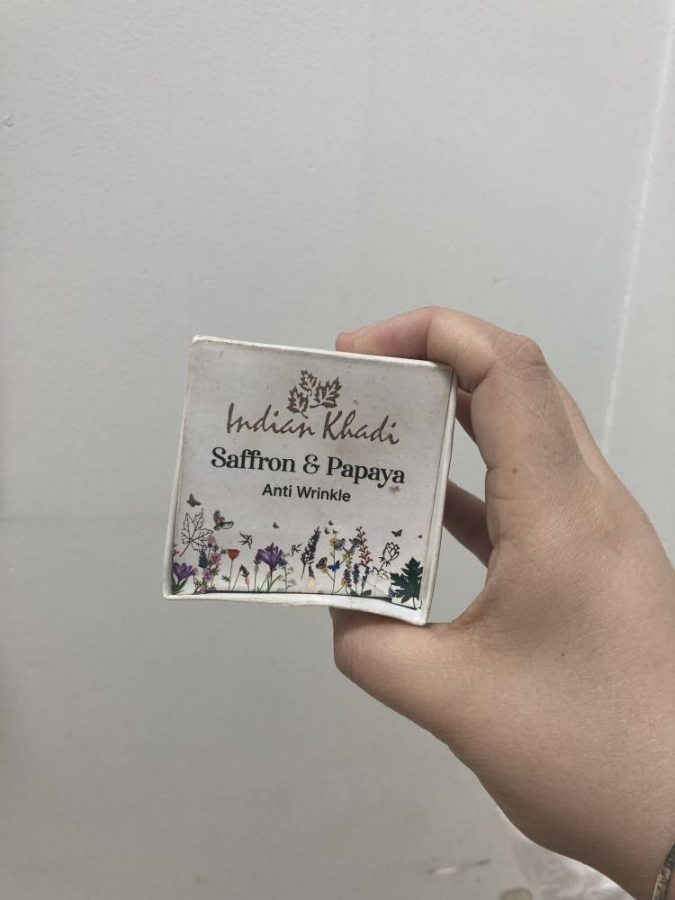 Indian Khadi
Saffron & Papaya
Anti Wrinkle